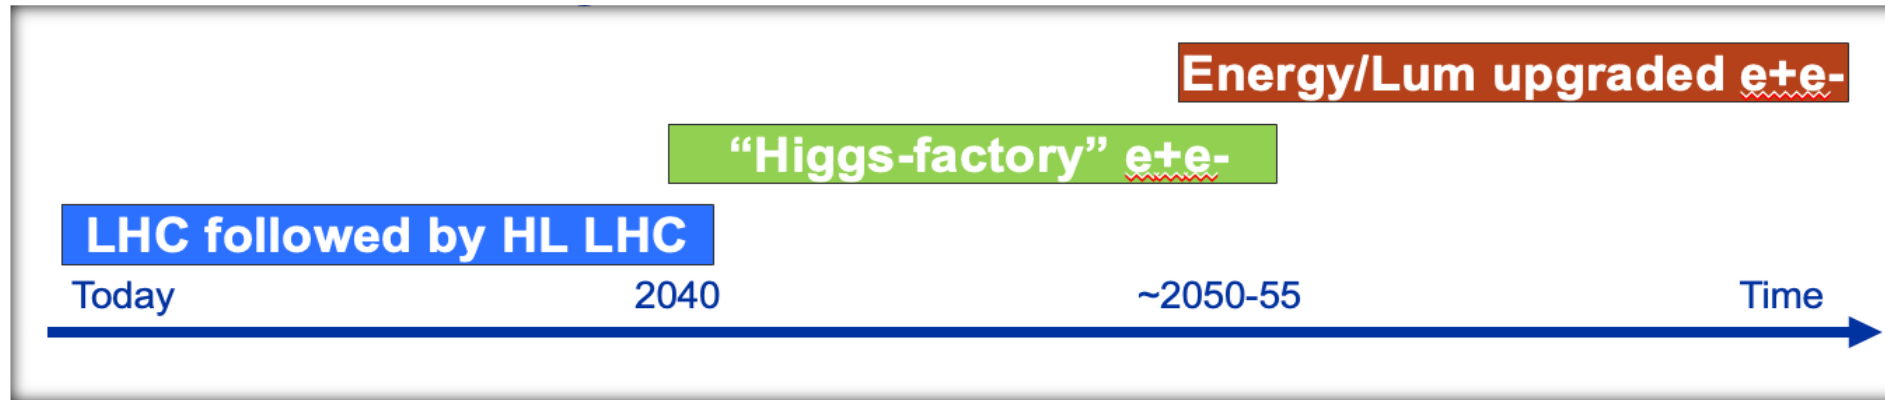 Energy/Lum upgraded e+e-
“Higgs-factory” e+e-
LHC followed by HL LHC
Today 2040 ~2050-55 Time